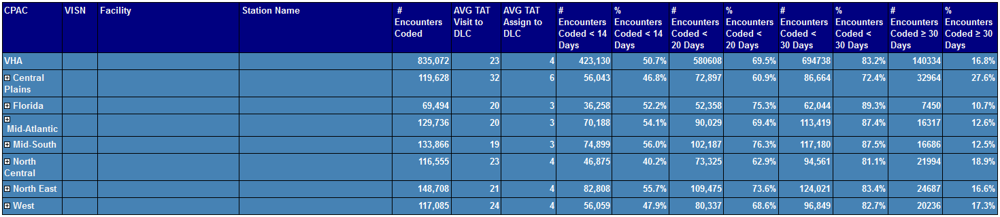 CPAC VISN Facility Station Name # Encounters Coded AVG TAT Visit to DLC AVG TAT Assign to DLC # Encounters Coded < 14 Days % Encounters Coded < 14 Days # Encounters Coded < 20 Days % Encounters Coded < 20 Days # Encounters Coded < 30 Days % Encounters Coded < 30 Days # Encounters Coded ≥ 30 Days % Encounters Coded ≥ 30 Days
VHA 835,072 23 4 423,130 50.7% 580608 69.5% 694738 83.2% 140334 16.8%
Central Plains 119,628 32 6 56,043 46.8% 72,897 60.9% 86,664 72.4% 32964 27.6%
Florida 69,494 20 3 36,258 52.2% 52,358 75.3% 62,044 89.3% 7450 10.7%
Mid-Atlantic 129,736 20 3 70,188 54.1% 90,029 69.4% 113,419 87.4% 16317 12.6%
Mid-South 133,866 19 3 74,899 56.0% 102,187 76.3% 117,180 87.5% 16686 12.5%
North Central 116,555 23 4 46,875 40.2% 73,325 62.9% 94,561 81.1% 21994 18.9%
North East 148,708 21 4 82,808 55.7% 109,475 73.6% 124,021 83.4% 24687 16.6%
West 117,085 24 4 56,059 47.9% 80,337 68.6% 96,849 82.7% 20236 17.3%